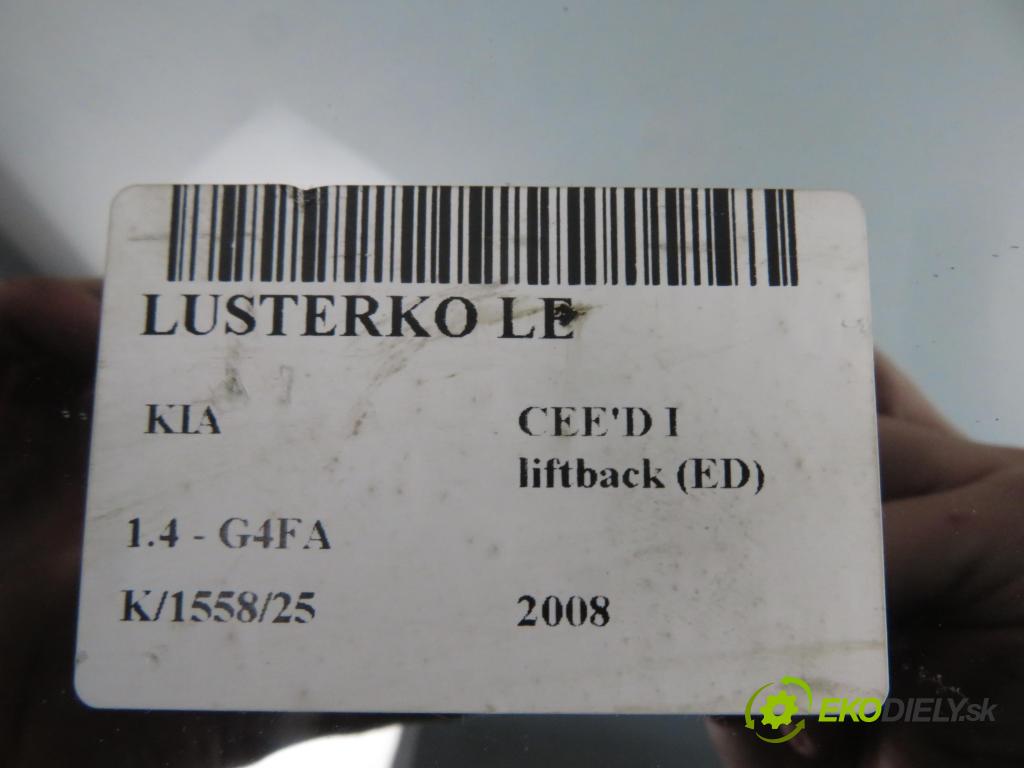 LUSTERKO LE
KIA
CEE'D I
liftback (ED)
1.4 - G4FA
K/1558/25
2008
EKODIELY.sk